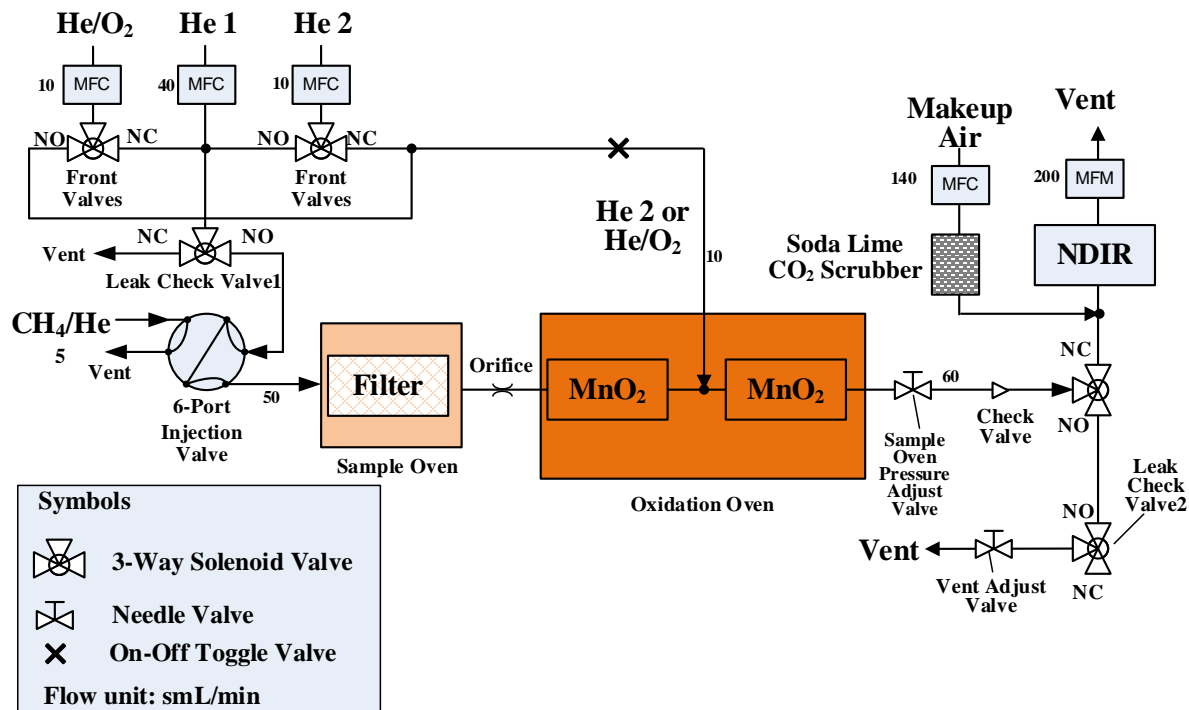 He/O2
He 1
He 2
10
MFC
40
MFC
10
MFC
NO
NC
NO
NC
Front
Valves
Front
Valves
NC
NO
Vent
Leak Check Valve1
CH4/He
5
Vent
6-Port
Injection
Valve
50
Filter
Sample Oven
Orifice
He 2 or
He/O2
10
MnO2
MnO2
Oxidation Oven
Makeup
Air
140
MFC
Soda Lime
CO2 Scrubber
Vent
200
MFM
NDIR
NC
60
Check
Valve
NO
Sample
Oven
Pressure
Adjust
Valve
Leak
Check
Valve2
NO
Vent
Vent Adjust
Valve
NC
Symbols
3-Way Solenoid Valve
Needle Valve
On-Off Toggle Valve
Flow unit: smL/min